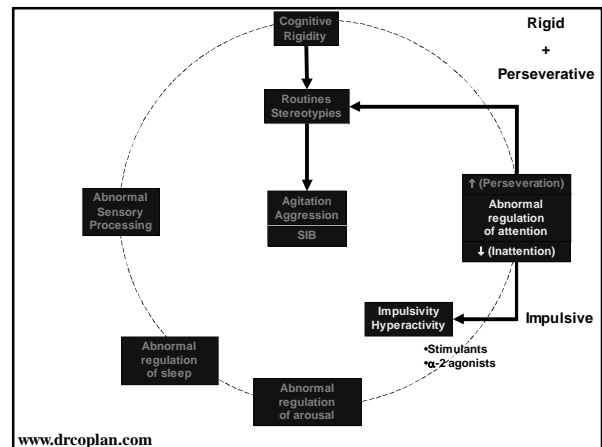 Cognitive
Rigidity
Rigid
+
Perseverative
Routines
Stereotypies
↑ (Perseveration)
Abnormal
regulation
of attention
↓ (Inattention)
Abnormal
Sensory
Processing
Agitation
Aggression
SIB
Impulsivity
Hyperactivity
Impulsive
•Stimulants
•α-2 agonists
Abnormal
regulation
of sleep
Abnormal
regulation
of arousal
www.drcoplan.com